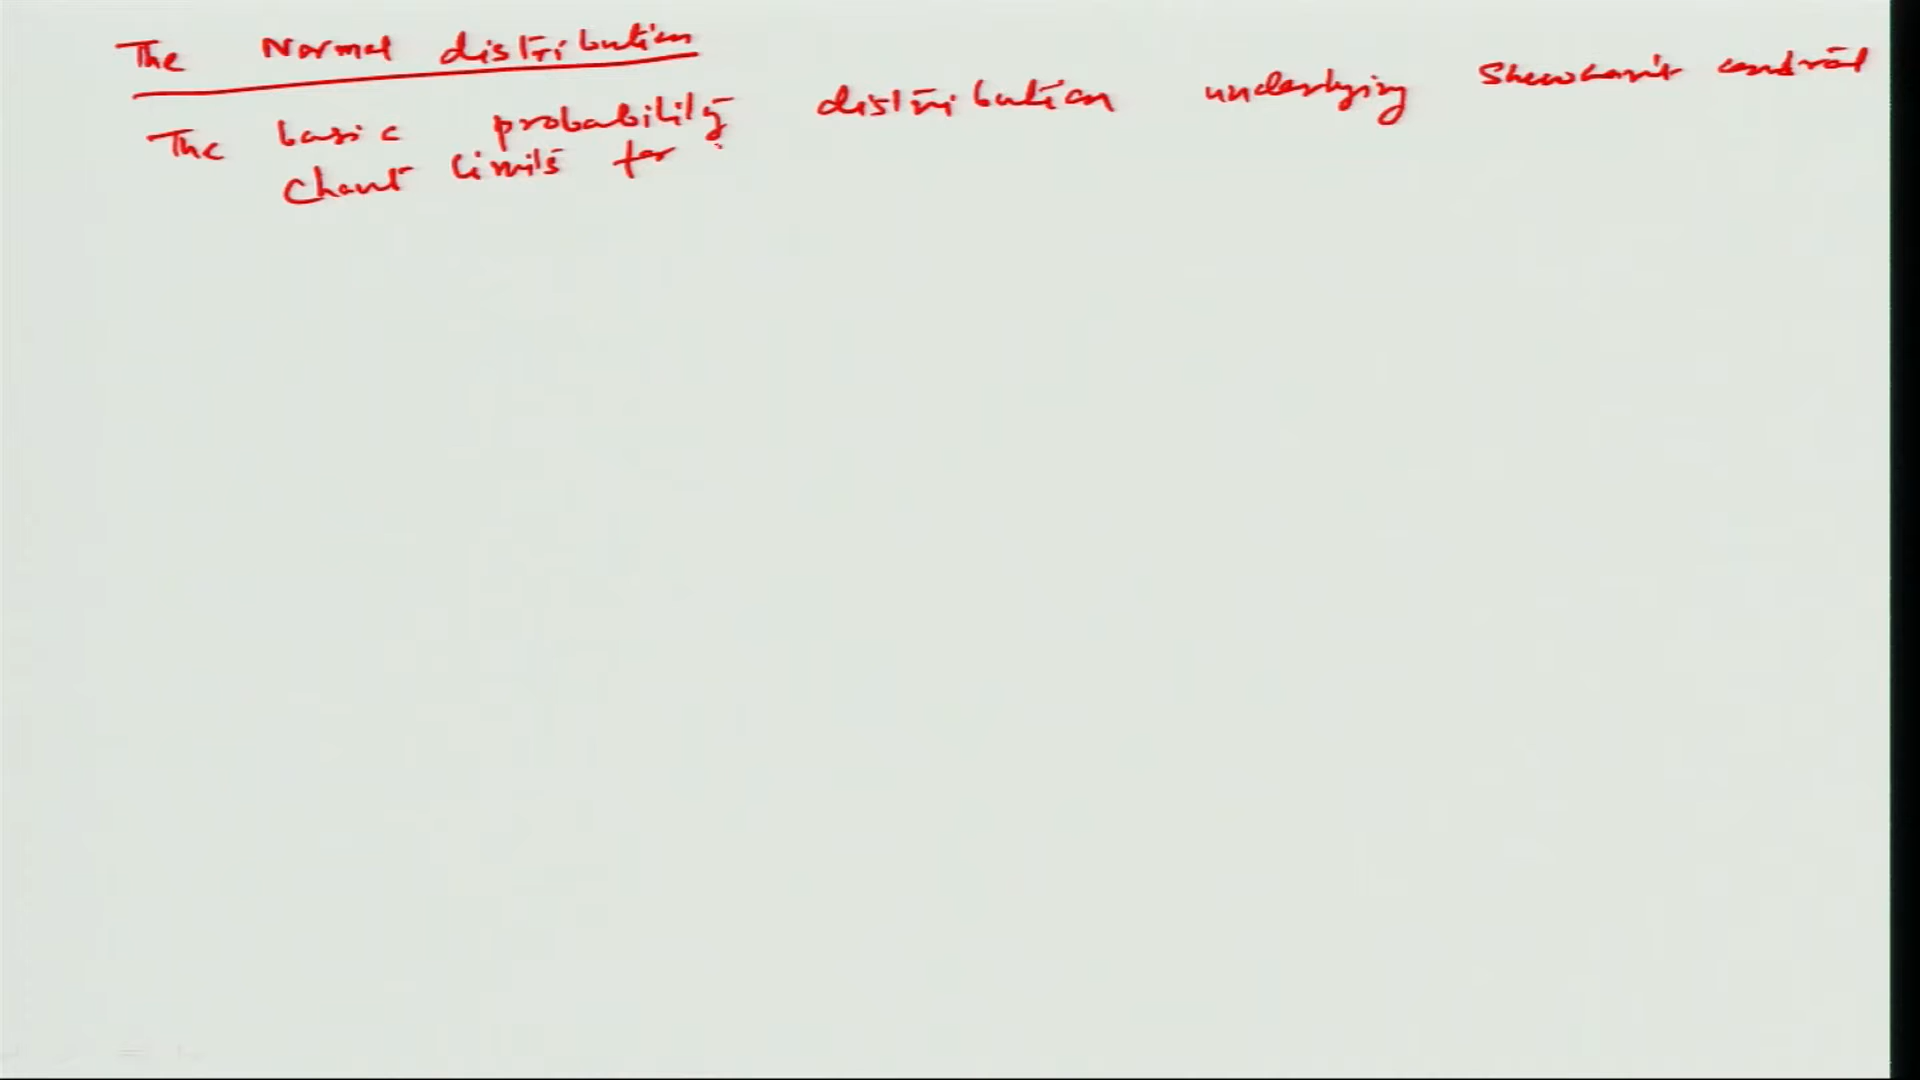 The Normal distribution
The basic probability distribution underlying Shewhart control
Chart limits for